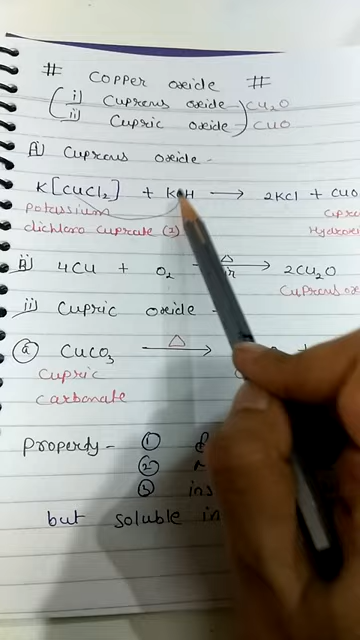 # Copper oxide #
i) Cuprous oxide - Cu₂O
ii) Cupric oxide - CuO
i) Cuprous oxide -
K[CuCl₂] + KOH → 2KCl + CuO
Potassium
dichloro cuprate (I)
ii) 4Cu + O₂ Δ → 2Cu₂O
Cuprous
ii) Cupric oxide -
(a) CuCO₃ Δ →
Cupric
carbonate
Property - (1)
(2)
(3) ins
but soluble in